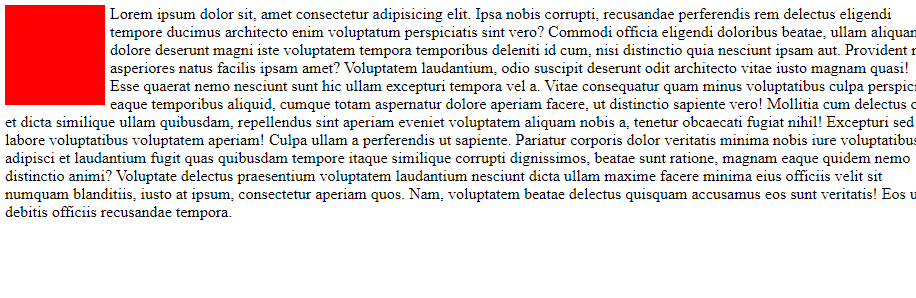 Lorem ipsum dolor sit, amet consectetur adipisicing elit. Ipsa nobis corrupti, recusandae perferendis rem delectus eligendi
tempore ducimus architecto enim voluptatum perspiciatis sint vero? Commodi officia eligendi doloribus beatae, ullam aliquam
dolore deserunt magni iste voluptatem tempora temporibus deleniti id cum, nisi distinctio quia nesciunt ipsam aut. Provident
asperiores natus facilis ipsam amet? Voluptatem laudantium, odio suscipit deserunt odit architecto vitae iusto magnam quasi!
Esse quaerat nemo nesciunt sunt hic ullam excepturi tempora vel a. Vitae consequatur quam minus voluptatibus culpa
eaque temporibus aliquid, cumque totam aspernatur dolore aperiam facere, ut distinctio sapiente vero! Mollitia cum delectus
et dicta similique ullam quibusdam, repellendus sint aperiam eveniet voluptatem aliquam nobis a, tenetur obcaecati fugiat nihil! Excepturi sed
labore voluptatibus voluptatem aperiam! Culpa ullam a perferendis ut sapiente. Pariatur corporis dolor veritatis minima nobis iure voluptatibus
adipisci et laudantium fugit quas quibusdam tempore itaque similique corrupti dignissimos, beatae sunt ratione, magnam eaque quidem nemo
distinctio animi? Voluptate delectus praesentium voluptatem laudantium nesciunt dicta ullam maxime facere minima eius officiis velit sit
numquam blanditiis, iusto at ipsum, consectetur aperiam quos. Nam, voluptatem beatae delectus quisquam accusamus eos sunt veritatis! Eos
debitis officiis recusandae tempora.